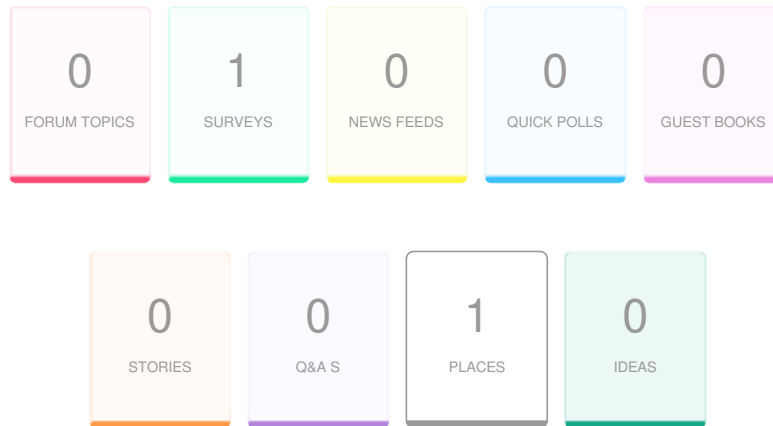 0 1 0 0 0
FORUM TOPICS SURVEYS NEWS FEEDS QUICK POLLS GUEST BOOKS
0 0 1 0
STORIES Q&A S PLACES IDEAS